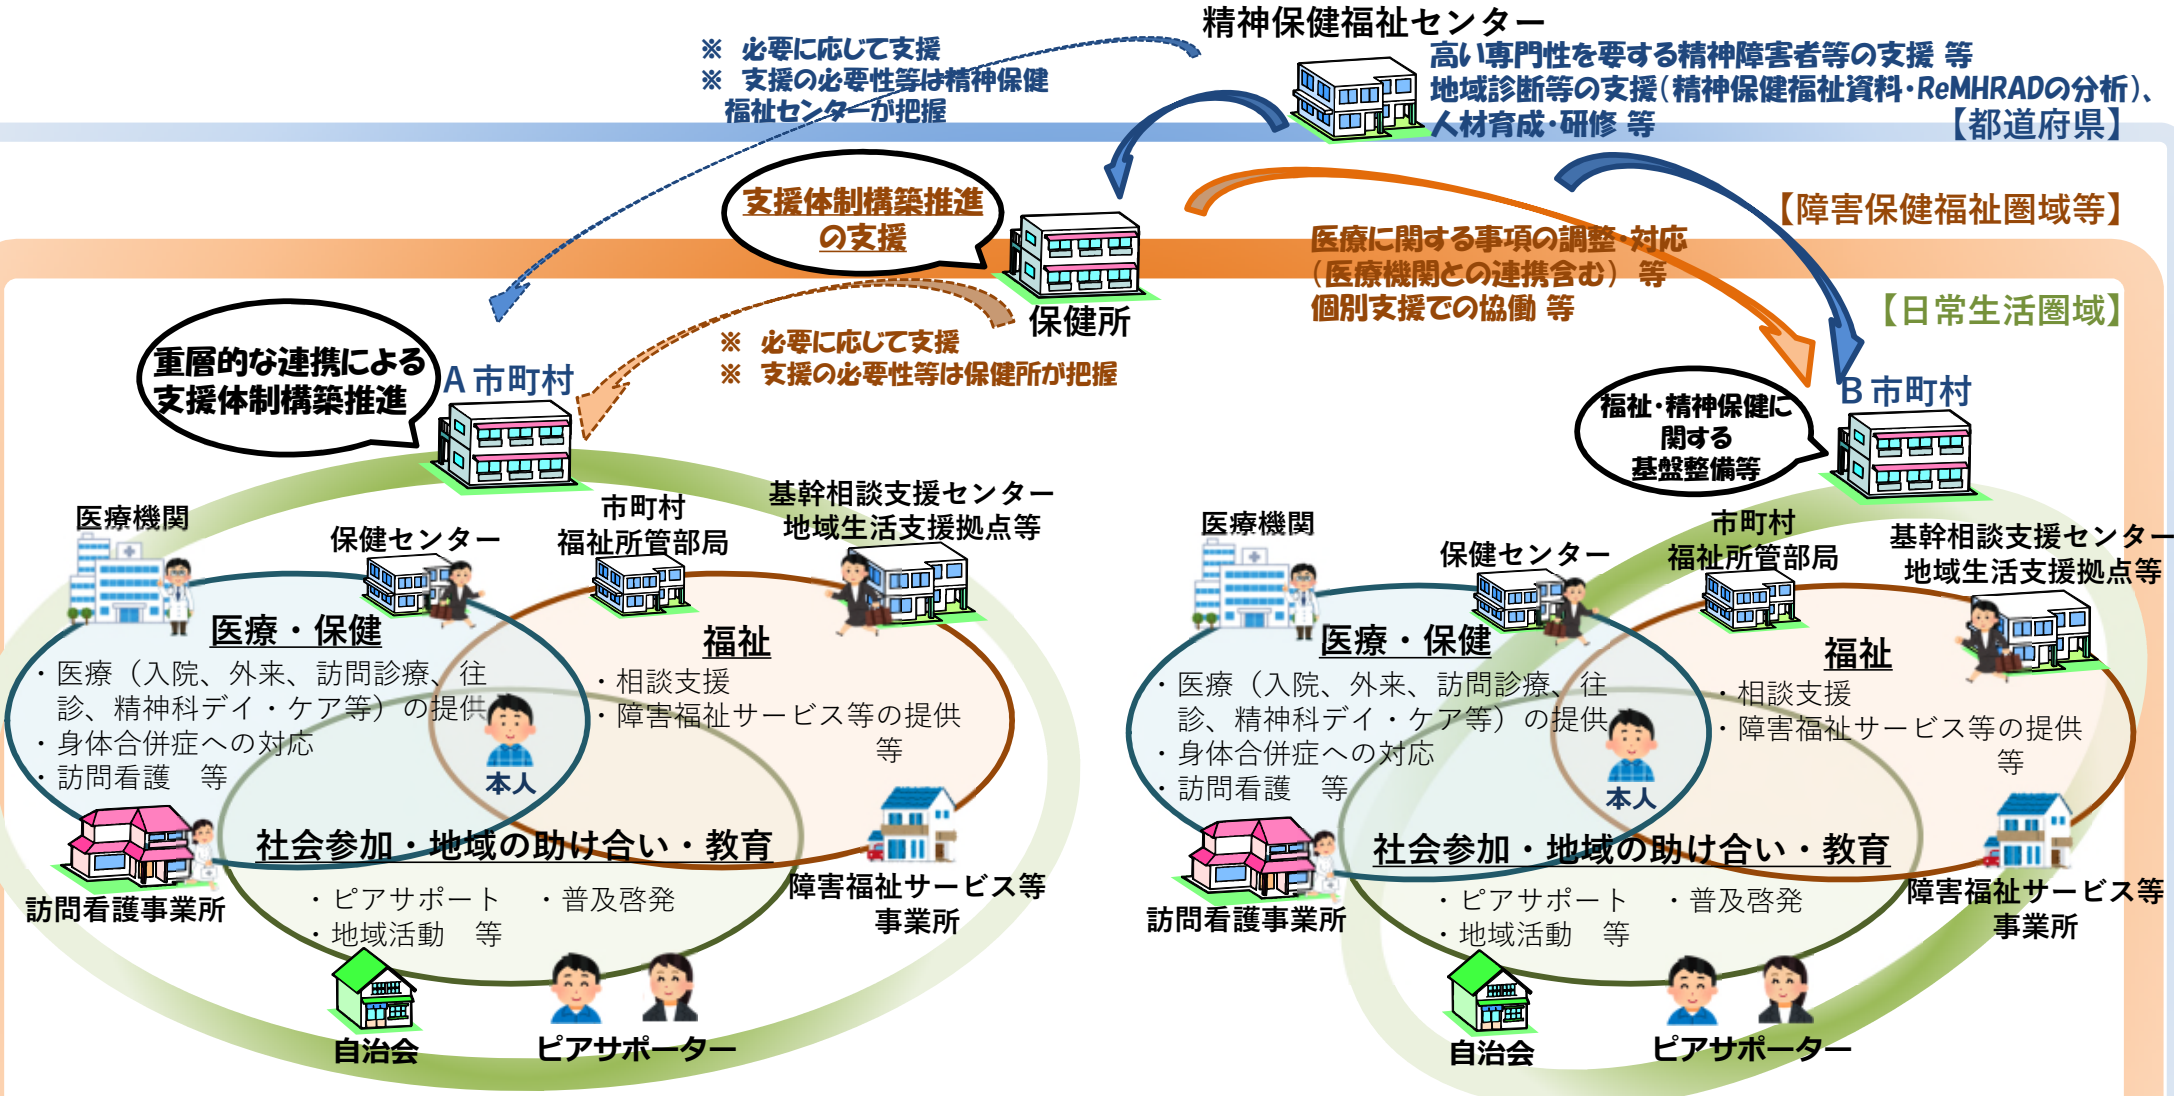 精神保健福祉センター
※ 必要に応じて支援
※ 支援の必要性等は精神保健
福祉センターが把握
高い専門性を要する精神障害者等の支援 等
地域診断等の支援（精神保健福祉資料・ReMHRADの分析）、
人材育成・研修 等
【都道府県】
支援体制構築推進
の支援
【障害保健福祉圏域等】
医療に関する事項の調整・対応
（医療機関との連携含む） 等
個別支援での協働 等
保健所
【日常生活圏域】
※ 必要に応じて支援
※ 支援の必要性等は保健所が把握
重層的な連携による
支援体制構築推進
A 市町村
医療機関
保健センター
市町村
福祉所管部局
基幹相談支援センター
地域生活支援拠点等
医療・保健
・医療（入院、外来、訪問診療、往
診、精神科デイ・ケア等）の提供
・身体合併症への対応
・訪問看護 等
福祉
・相談支援
・障害福祉サービス等の提供
等
本人
社会参加・地域の助け合い・教育
・ピアサポート ・普及啓発
・地域活動 等
訪問看護事業所
障害福祉サービス等
事業所
自治会
ピアサポーター
福祉・精神保健に
関する
基盤整備等
B 市町村
医療機関
保健センター
市町村
福祉所管部局
基幹相談支援センター
地域生活支援拠点等
医療・保健
・医療（入院、外来、訪問診療、往
診、精神科デイ・ケア等）の提供
・身体合併症への対応
・訪問看護 等
福祉
・相談支援
・障害福祉サービス等の提供
等
本人
社会参加・地域の助け合い・教育
・ピアサポート ・普及啓発
・地域活動 等
訪問看護事業所
障害福祉サービス等
事業所
自治会
ピアサポーター